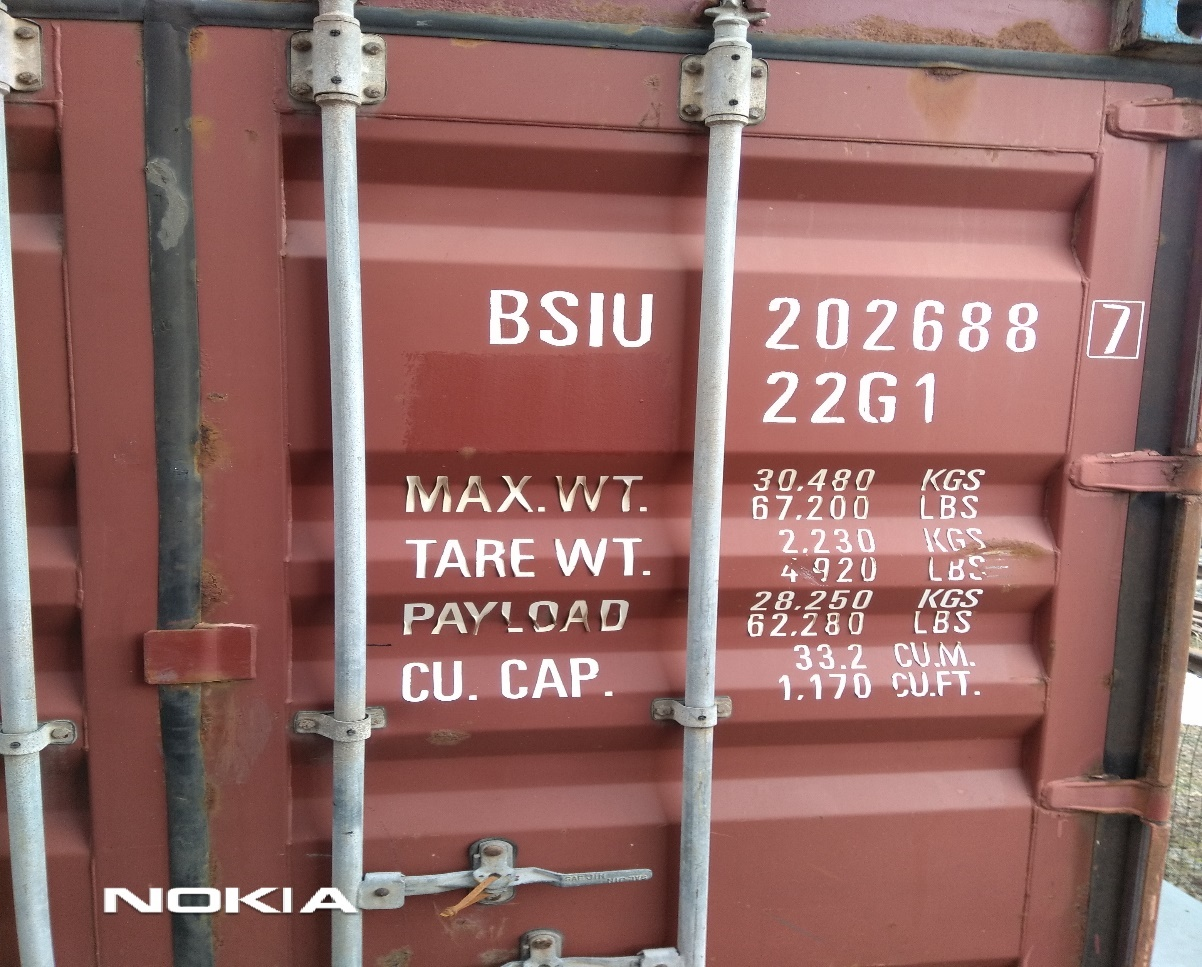 BSIU 202688 7
22G1
MAX. WT. 30.480 KGS
67,200 LBS
TARE WT. 2,230 KGS
4 920 LBS
PAYLOAD 28.250 KGS
62,280 LBS
CU. CAP. 33.2 CU.M.
1,170 CU.FT.
NOKIA